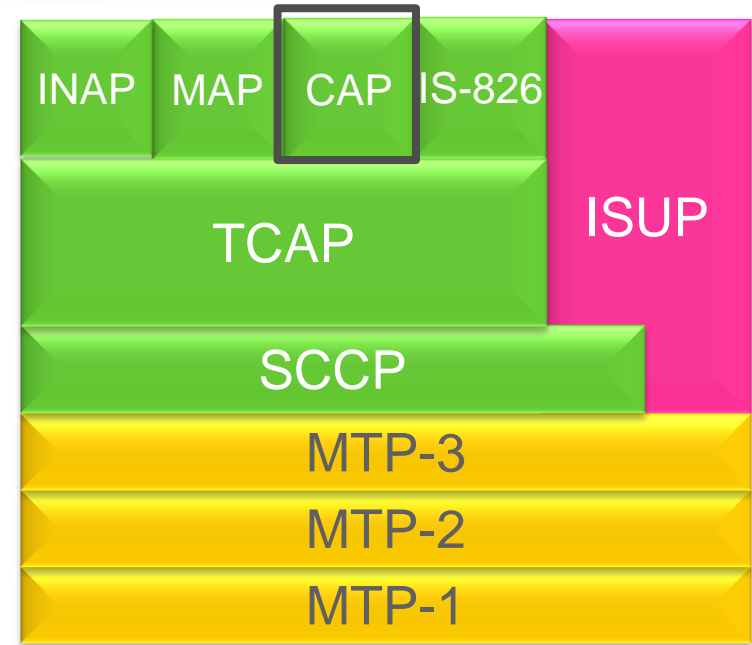 INAP MAP CAP IS-826
ISUP
TCAP
SCCP
MTP-3
MTP-2
MTP-1